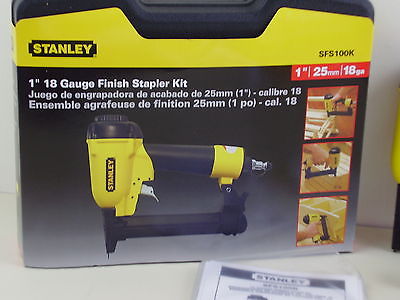 STANLEY
SFS100K
1" 25mm 18ga
1" 18 Gauge Finish Stapler Kit
Juego de engrapadora de acabado de 25mm (1") - calibre 18
Ensemble agrafeuse de finition 25mm (1 po) - cal. 18
STANLEY
STANLEY
SFS100K